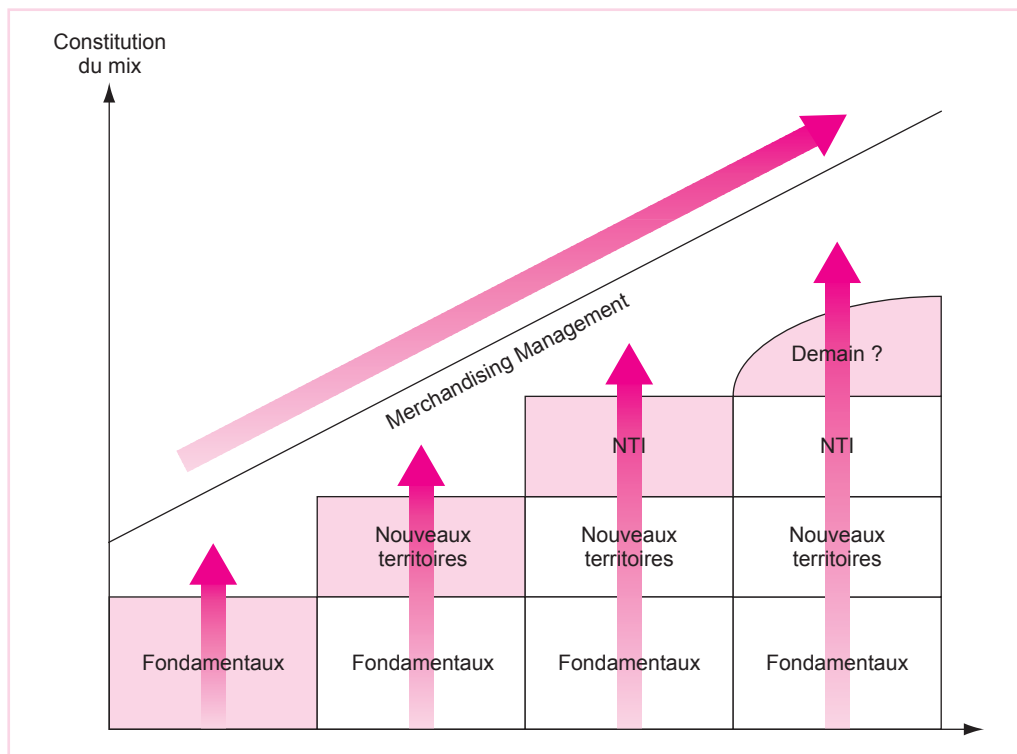 Constitution
du mix
Merchandising Management
Demain ?
NTI
NTI
Nouveaux
territoires
Nouveaux
territoires
Nouveaux
territoires
Fondamentaux
Fondamentaux
Fondamentaux
Fondamentaux